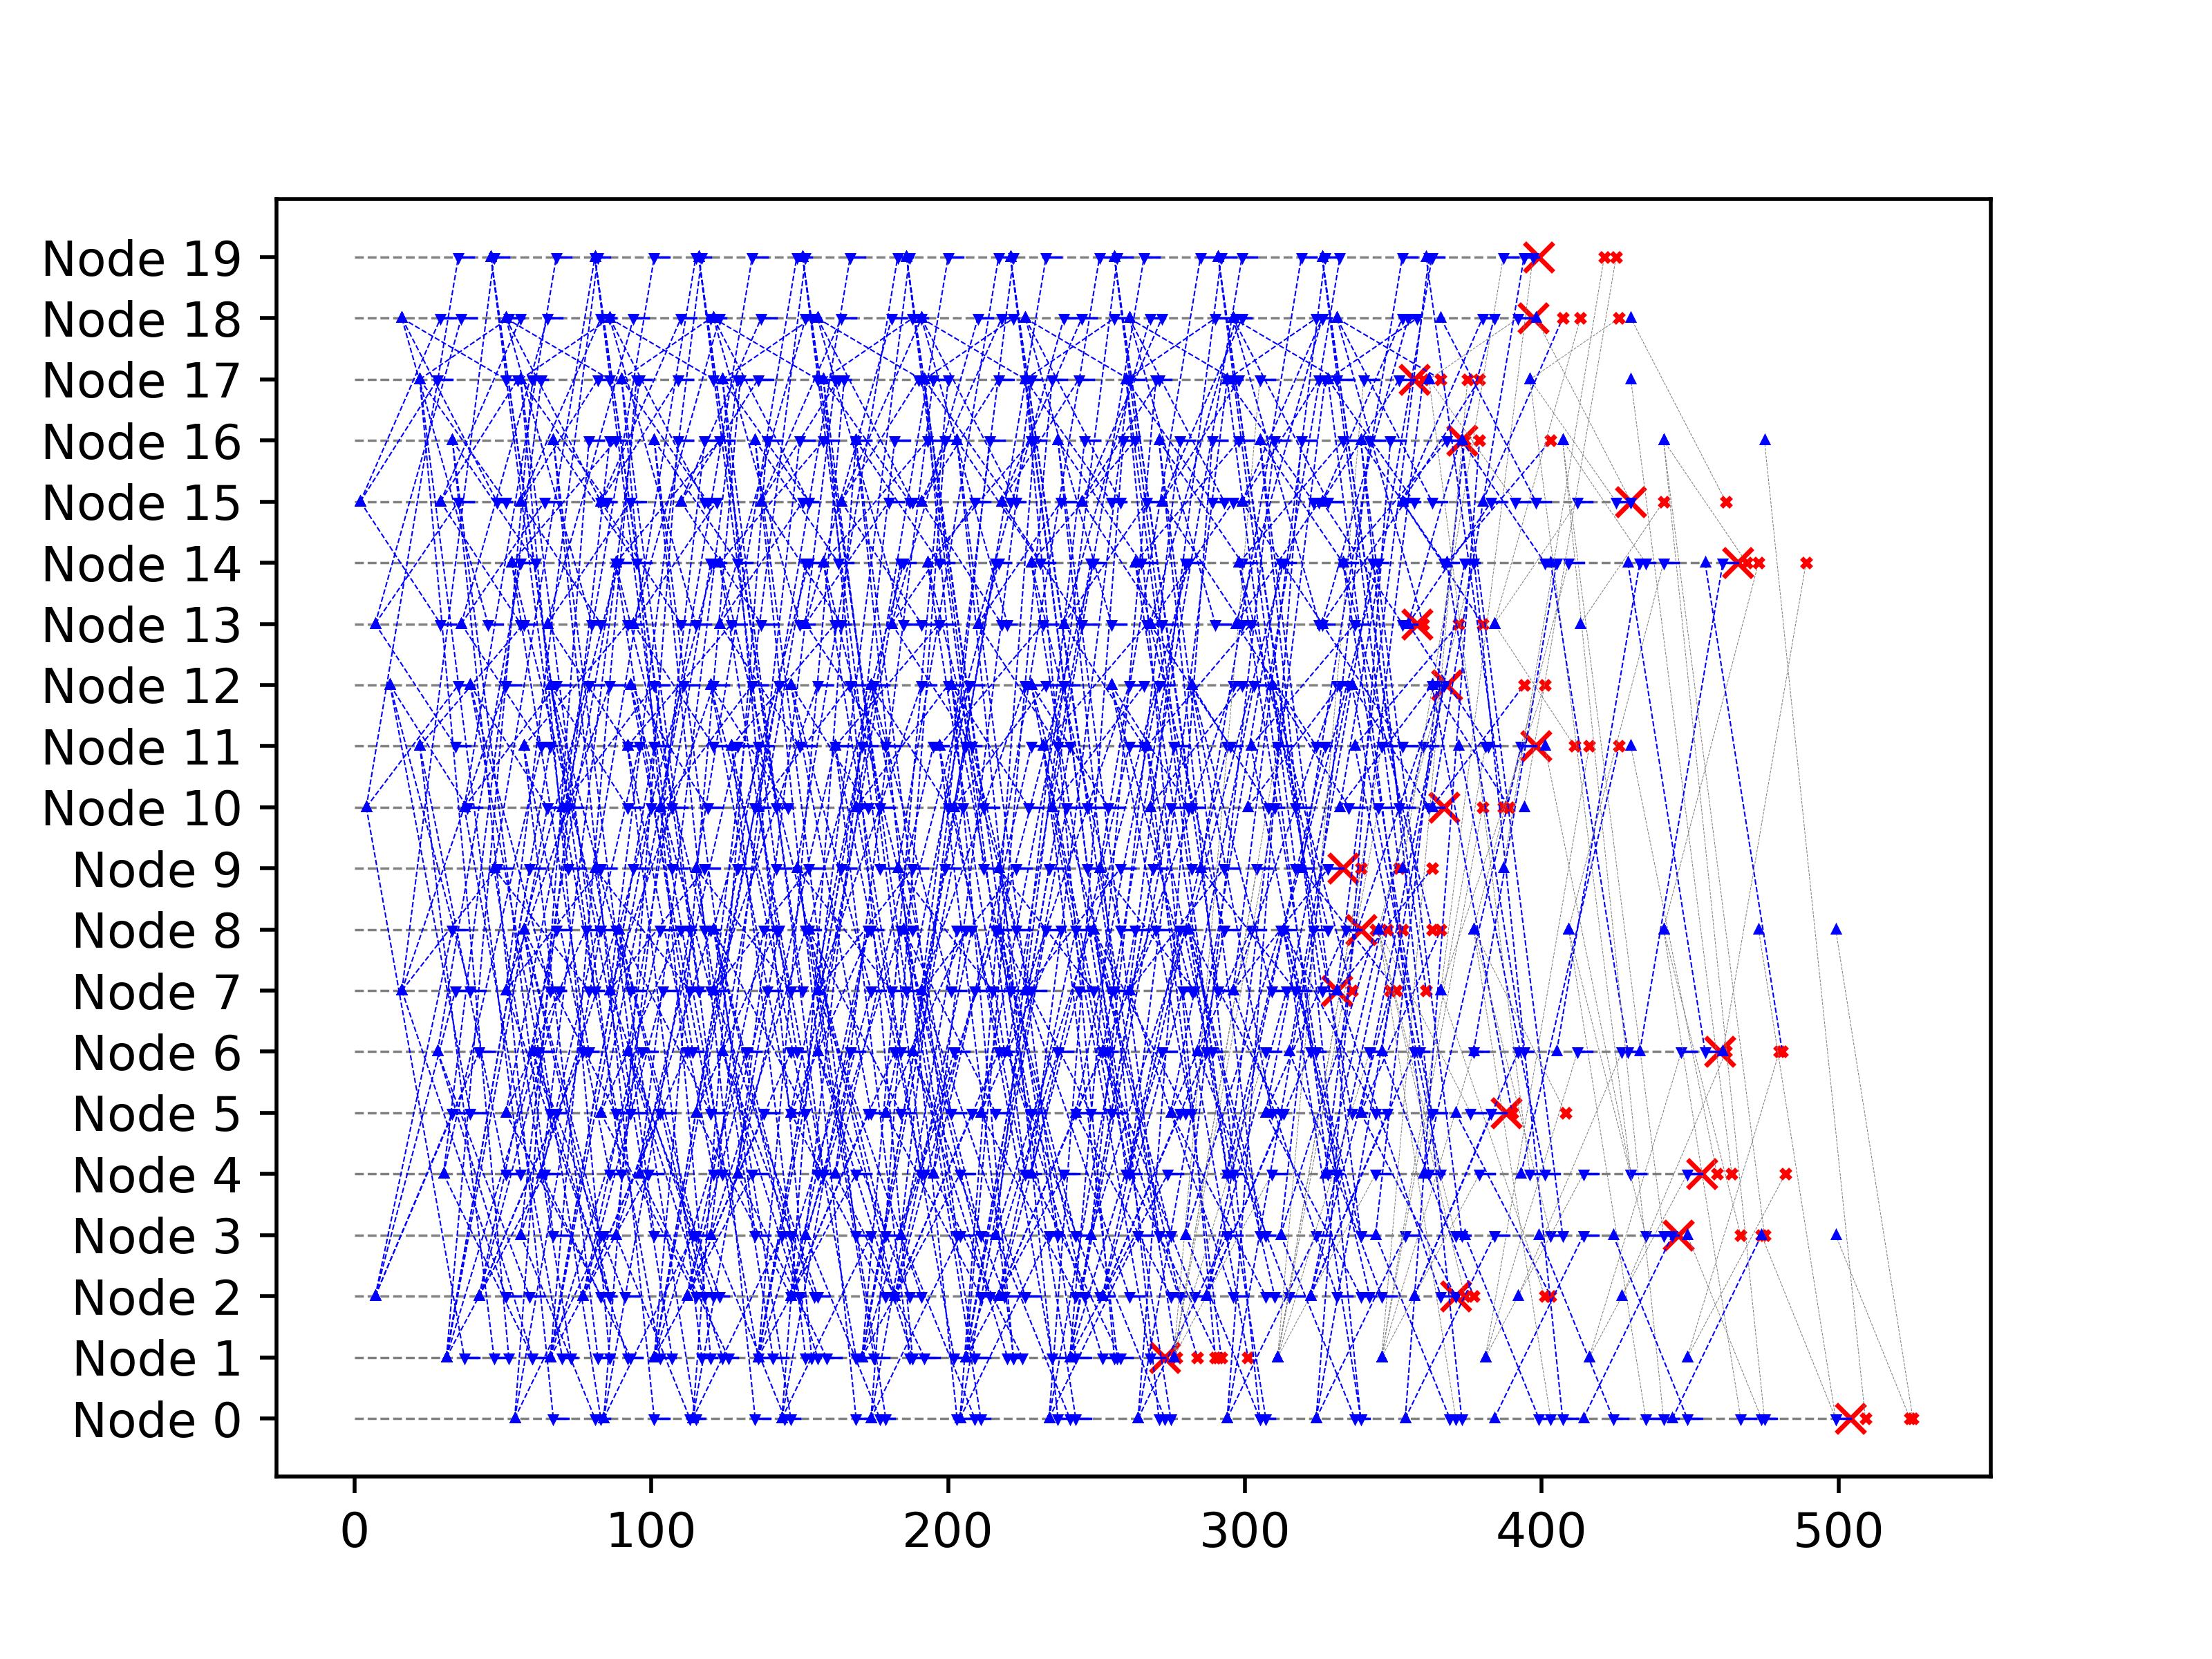 Node 19
Node 18
Node 17
Node 16
Node 15
Node 14
Node 13
Node 12
Node 11
Node 10
Node 9
Node 8
Node 7
Node 6
Node 5
Node 4
Node 3
Node 2
Node 1
Node 0
0 100 200 300 400 500